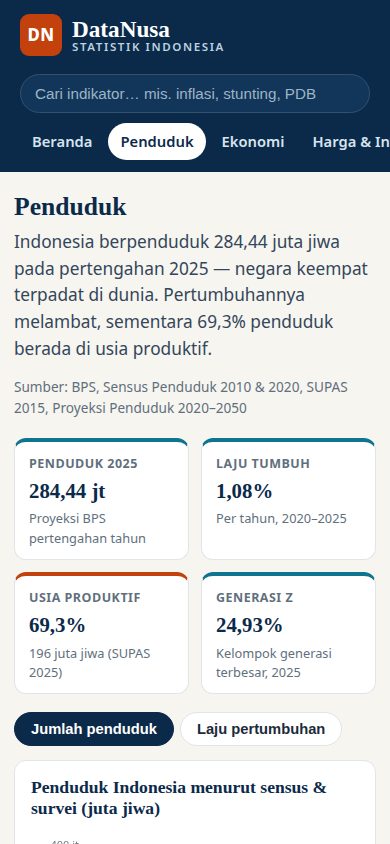 DN
DataNusa
STATISTIK INDONESIA
Cari indikator… mis. inflasi, stunting, PDB
Beranda Penduduk Ekonomi Harga & In
Penduduk
Indonesia berpenduduk 284,44 juta jiwa
pada pertengahan 2025 — negara keempat
terpadat di dunia. Pertumbuhannya
melambat, sementara 69,3% penduduk
berada di usia produktif.
Sumber: BPS, Sensus Penduduk 2010 & 2020, SUPAS
2015, Proyeksi Penduduk 2020–2050
PENDUDUK 2025
284,44 jt
Proyeksi BPS
pertengahan tahun
LAJU TUMBUH
1,08%
Per tahun, 2020–2025
USIA PRODUKTIF
69,3%
196 juta jiwa (SUPAS
2025)
GENERASI Z
24,93%
Kelompok generasi
terbesar, 2025
Jumlah penduduk
Laju pertumbuhan
Penduduk Indonesia menurut sensus &
survei (juta jiwa)